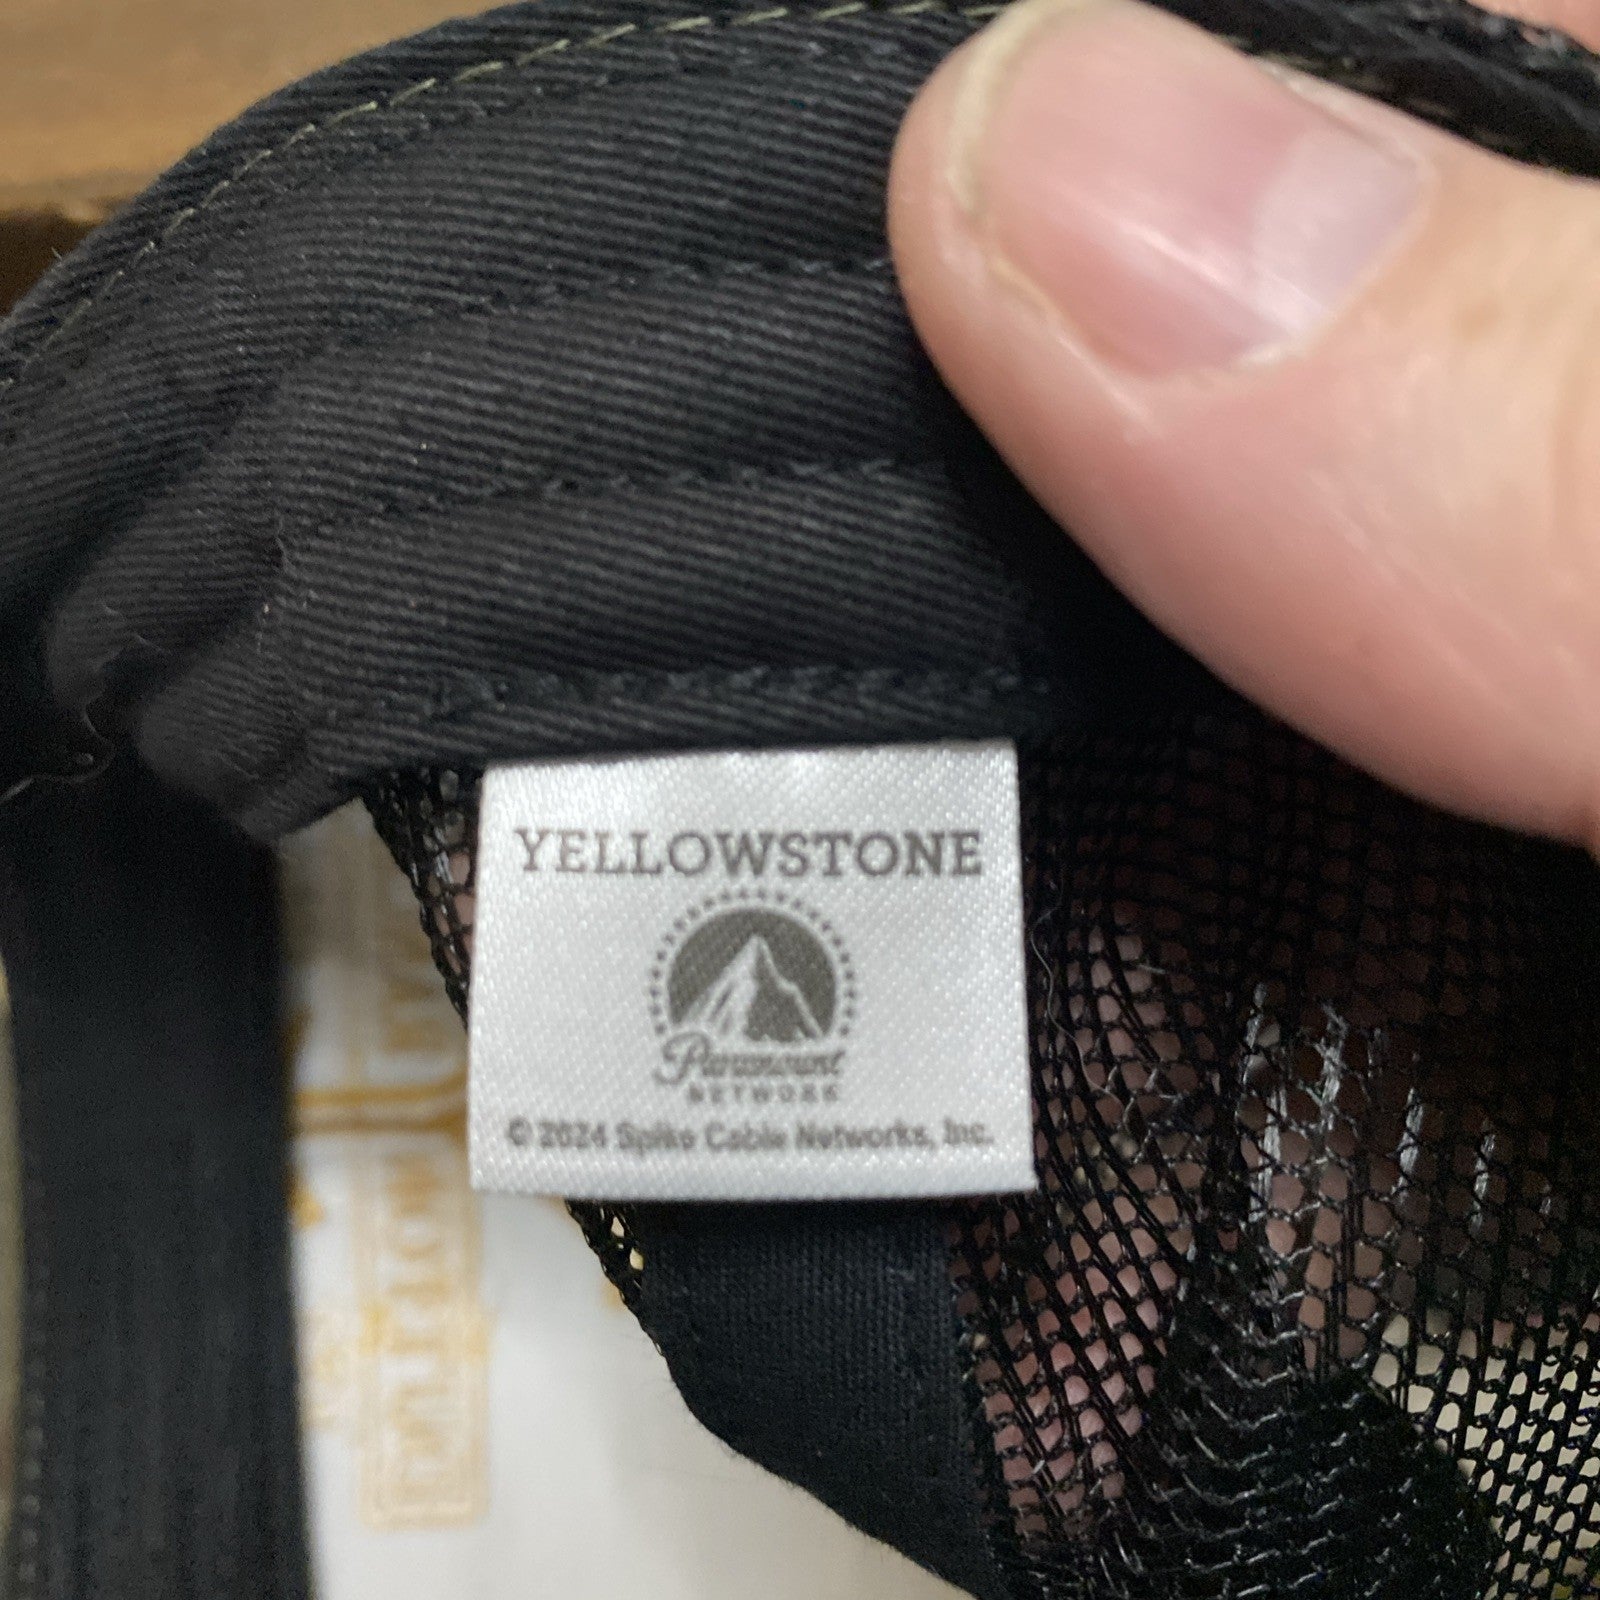 YELLOWSTONE
Paramount
NETWORK
© 2024 Spike Cable Networks, Inc.